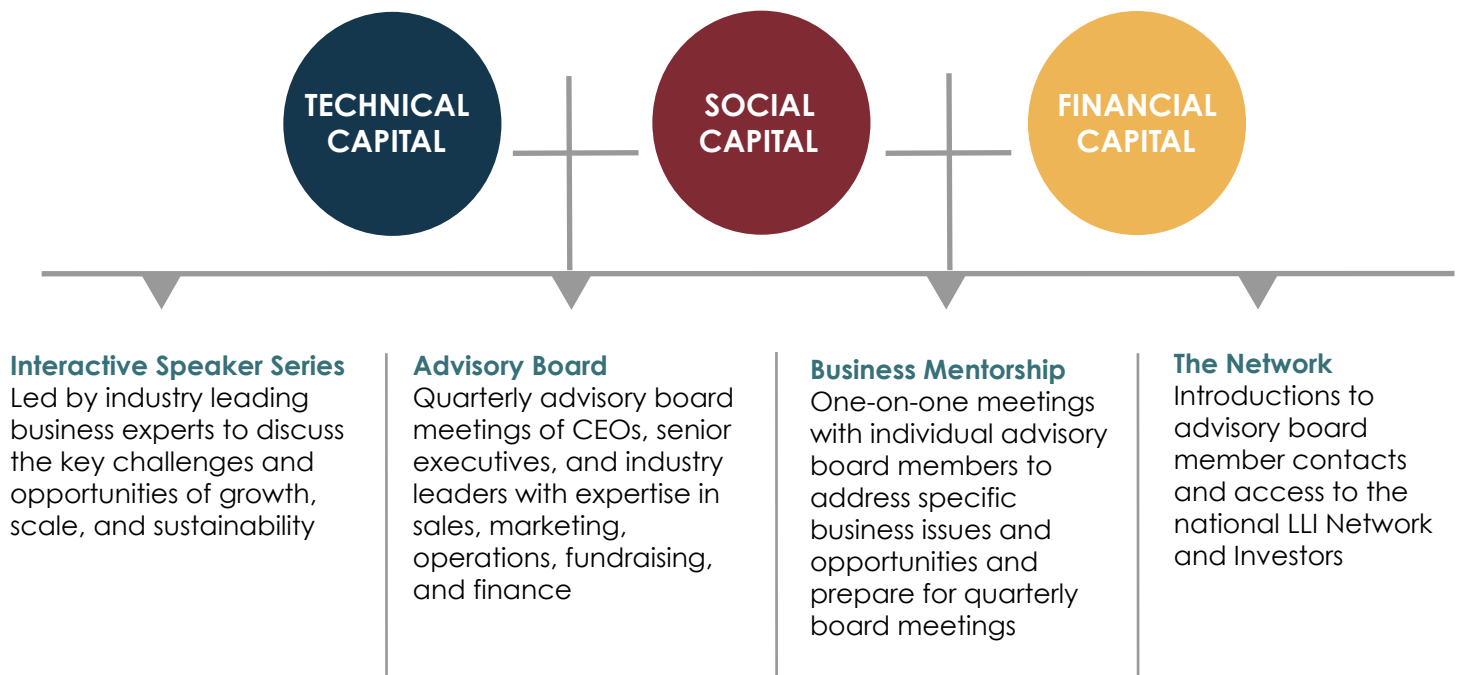 TECHNICAL
CAPITAL
SOCIAL
CAPITAL
FINANCIAL
CAPITAL
Interactive Speaker Series
Led by industry leading
business experts to discuss
the key challenges and
opportunities of growth,
scale, and sustainability
Advisory Board
Quarterly advisory board
meetings of CEOs, senior
executives, and industry
leaders with expertise in
sales, marketing,
operations, fundraising,
and finance
Business Mentorship
One-on-one meetings
with individual advisory
board members to
address specific
business issues and
opportunities and
prepare for quarterly
board meetings
The Network
Introductions to
advisory board
member contacts
and access to the
national LLI Network
and Investors